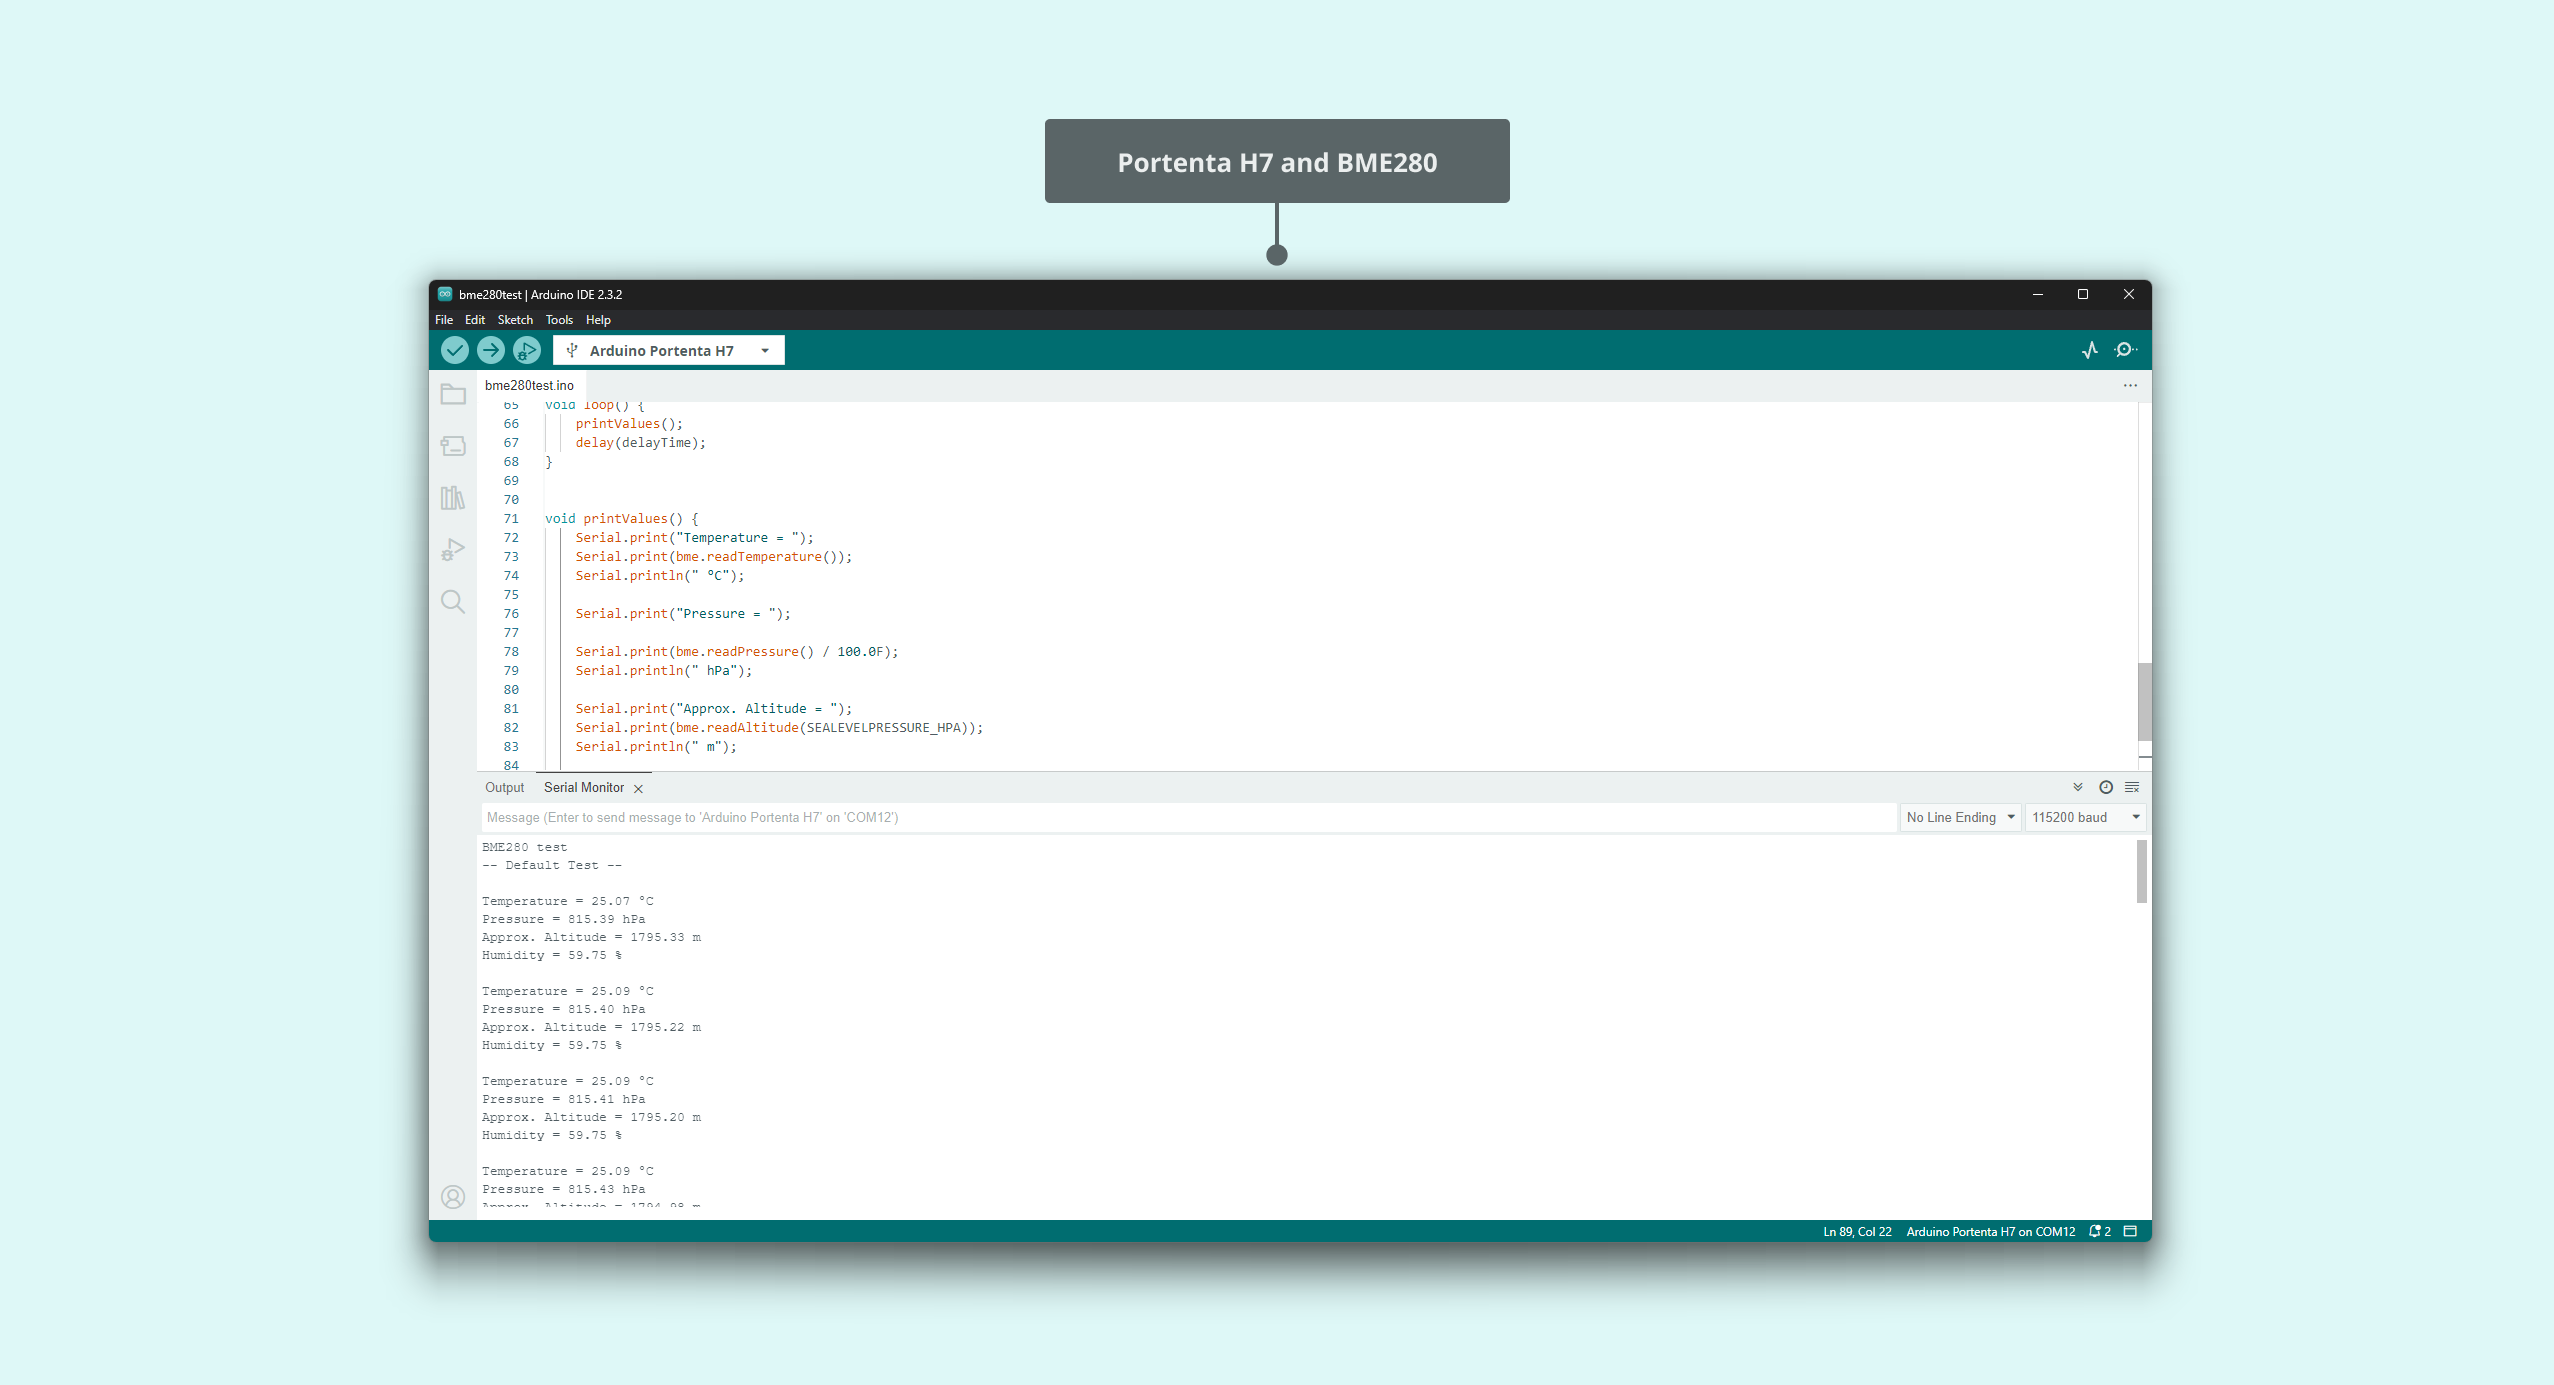 Portenta H7 and BME280
bme280test | Arduino IDE 2.3.2
File Edit Sketch Tools Help
Arduino Portenta H7
bme280test.ino
65 void loop() {
66 printValues();
67 delay(delayTime);
68 }
69
70
71 void printValues() {
72 Serial.print("Temperature = ");
73 Serial.print(bme.readTemperature());
74 Serial.println(" °C");
75
76 Serial.print("Pressure = ");
77
78 Serial.print(bme.readPressure() / 100.0F);
79 Serial.println(" hPa");
80
81 Serial.print("Approx. Altitude = ");
82 Serial.print(bme.readAltitude(SEALEVELPRESSURE_HPA));
83 Serial.println(" m");
84
Output Serial Monitor
Message (Enter to send message to 'Arduino Portenta H7' on 'COM12') No Line Ending 115200 baud
BME280 test
-- Default Test --
Temperature = 25.07 °C
Pressure = 815.39 hPa
Approx. Altitude = 1795.33 m
Humidity = 59.75 %
Temperature = 25.09 °C
Pressure = 815.40 hPa
Approx. Altitude = 1795.22 m
Humidity = 59.75 %
Temperature = 25.09 °C
Pressure = 815.41 hPa
Approx. Altitude = 1795.20 m
Humidity = 59.75 %
Temperature = 25.09 °C
Pressure = 815.43 hPa
Approx. Altitude = 1794.98 m
Ln 89, Col 22 Arduino Portenta H7 on COM12 2